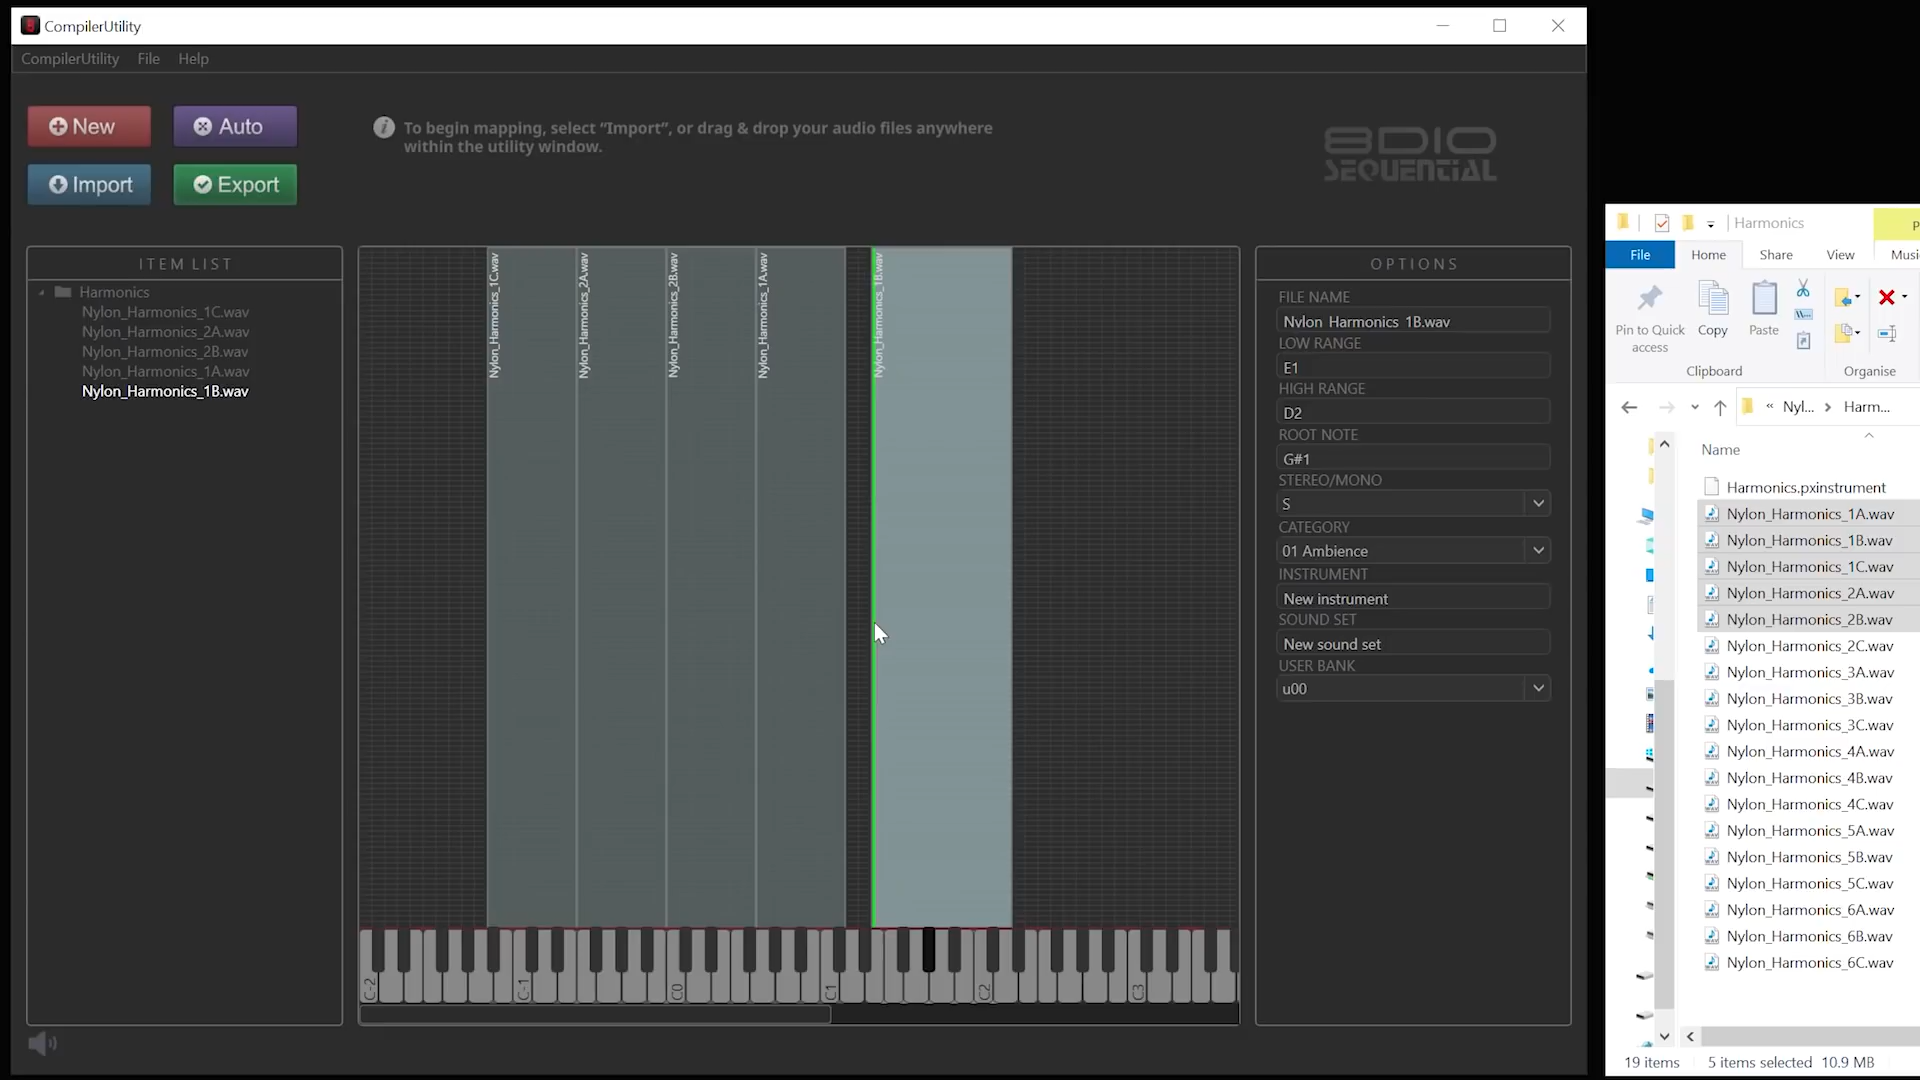 CompilerUtility
CompilerUtility File Help
New
Auto
Import
Export
To begin mapping, select “Import”, or drag & drop your audio files anywhere
within the utility window.
8DIO
SEQUENTIAL
ITEM LIST
Harmonics
Nylon_Harmonics_1C.wav
Nylon_Harmonics_2A.wav
Nylon_Harmonics_2B.wav
Nylon_Harmonics_1A.wav
Nylon_Harmonics_1B.wav
Nylon_Harmonics_1C.wav
Nylon_Harmonics_2A.wav
Nylon_Harmonics_2B.wav
Nylon_Harmonics_1A.wav
Nylon_Harmonics_1B.wav
C-2
C-1
C0
C1
C2
C3
OPTIONS
FILE NAME
Nylon Harmonics 1B.wav
LOW RANGE
E1
HIGH RANGE
D2
ROOT NOTE
G#1
STEREO/MONO
S
CATEGORY
01 Ambience
INSTRUMENT
New instrument
SOUND SET
New sound set
USER BANK
u00
Harmonics
P
File Home Share View Musi
Pin to Quick
access
Copy
Paste
Clipboard
Organise
« Nyl... > Harm...
Name
Harmonics.pxinstrument
Nylon_Harmonics_1A.wav
Nylon_Harmonics_1B.wav
Nylon_Harmonics_1C.wav
Nylon_Harmonics_2A.wav
Nylon_Harmonics_2B.wav
Nylon_Harmonics_2C.wav
Nylon_Harmonics_3A.wav
Nylon_Harmonics_3B.wav
Nylon_Harmonics_3C.wav
Nylon_Harmonics_4A.wav
Nylon_Harmonics_4B.wav
Nylon_Harmonics_4C.wav
Nylon_Harmonics_5A.wav
Nylon_Harmonics_5B.wav
Nylon_Harmonics_5C.wav
Nylon_Harmonics_6A.wav
Nylon_Harmonics_6B.wav
Nylon_Harmonics_6C.wav
19 items 5 items selected 10.9 MB